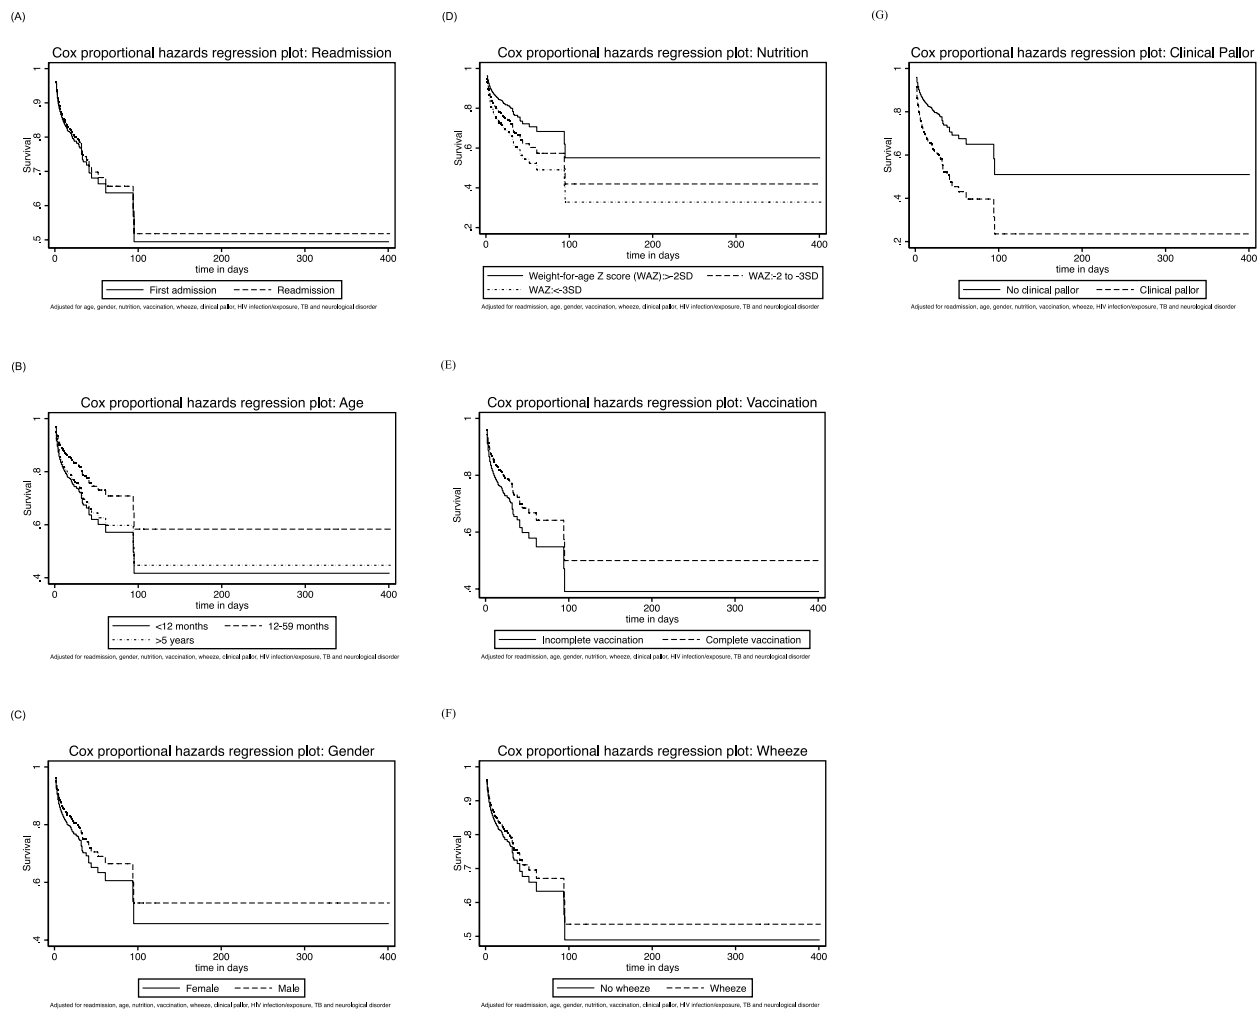 (A)
Cox proportional hazards regression plot: Readmission
1
.9
.8
.7
.6
.5
Survival
0 100 200 300 400
time in days
First admission Readmission
Adjusted for age, gender, nutrition, vaccination, wheeze, clinical pallor, HIV infection/exposure, TB and neurological disorder
(B)
Cox proportional hazards regression plot: Age
1
.8
.6
.4
Survival
0 100 200 300 400
time in days
<12 months 12-59 months
>5 years
Adjusted for readmission, gender, nutrition, vaccination, wheeze, clinical pallor, HIV infection/exposure, TB and neurological disorder
(C)
Cox proportional hazards regression plot: Gender
1
.8
.6
.4
Survival
0 100 200 300 400
time in days
Female Male
Adjusted for readmission, age, nutrition, vaccination, wheeze, clinical pallor, HIV infection/exposure, TB and neurological disorder
(D)
Cox proportional hazards regression plot: Nutrition
1
.8
.6
.4
.2
Survival
0 100 200 300 400
time in days
Weight-for-age Z score (WAZ):>-2SD WAZ:-2 to -3SD
WAZ:<-3SD
Adjusted for readmission, age, gender, vaccination, wheeze, clinical pallor, HIV infection/exposure, TB and neurological disorder
(E)
Cox proportional hazards regression plot: Vaccination
1
.8
.6
.4
Survival
0 100 200 300 400
time in days
Incomplete vaccination Complete vaccination
Adjusted for readmission, age, gender, nutrition, wheeze, clinical pallor, HIV infection/exposure, TB and neurological disorder
(F)
Cox proportional hazards regression plot: Wheeze
1
.9
.8
.7
.6
.5
Survival
0 100 200 300 400
time in days
No wheeze Wheeze
Adjusted for readmission, age, gender, nutrition, vaccination, clinical pallor, HIV infection/exposure, TB and neurological disorder
(G)
Cox proportional hazards regression plot: Clinical Pallor
1
.8
.6
.4
.2
Survival
0 100 200 300 400
time in days
No clinical pallor Clinical pallor
Adjusted for readmission, age, gender, nutrition, vaccination, wheeze, HIV infection/exposure, TB and neurological disorder